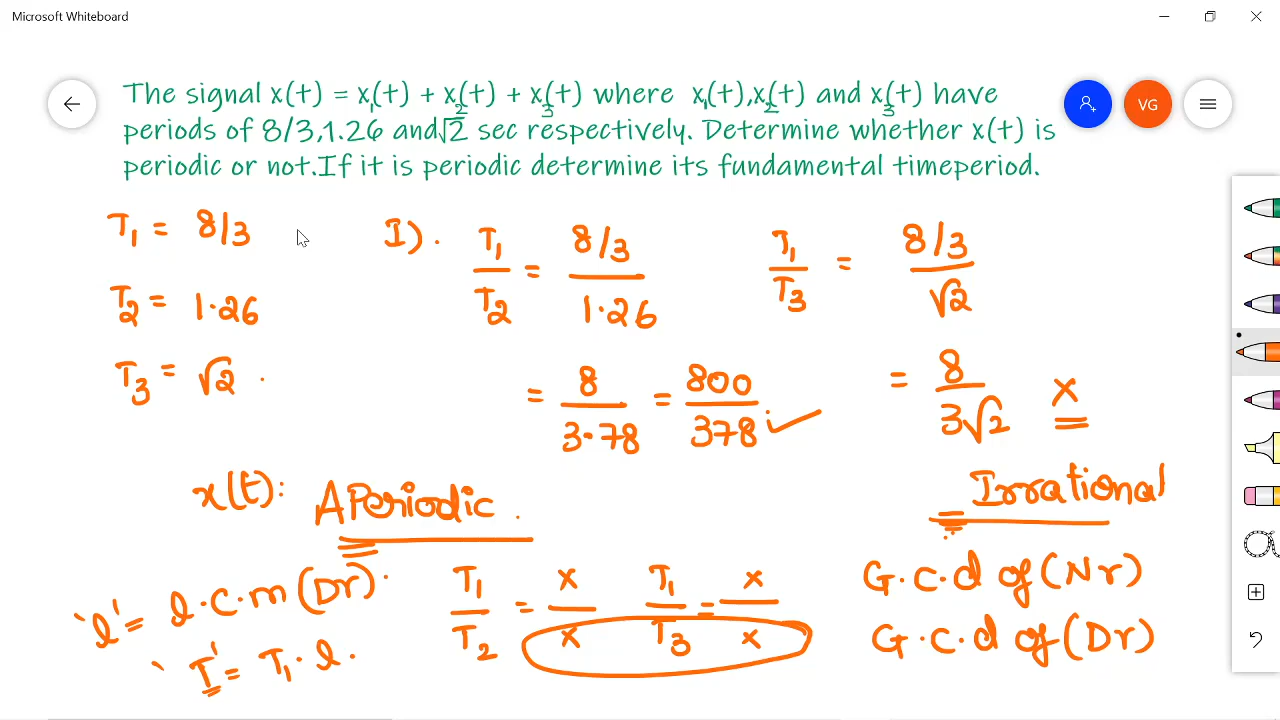 Microsoft Whiteboard
The signal x(t) = x₁(t) + x₂(t) + x₃(t) where x₁(t),x₂(t) and x₃(t) have
periods of 8/3,1.26 and√2 sec respectively. Determine whether x(t) is
periodic or not.If it is periodic determine its fundamental timeperiod.
VG
T₁ = 8/3
T₂ = 1.26
T₃ = √2 .
I). T₁/T₂ = (8/3)/1.26
= 8/3.78 = 800/378 ✓
T₁/T₃ = (8/3)/√2
= 8/(3√2) x
Irrational
x(t): APeriodic .
'l' = l.c.m (Dr).
'T' = T₁ . l .
T₁/T₂ = x/x T₁/T₃ = x/x
G.c.d of (Nr)
G.c.d of (Dr)